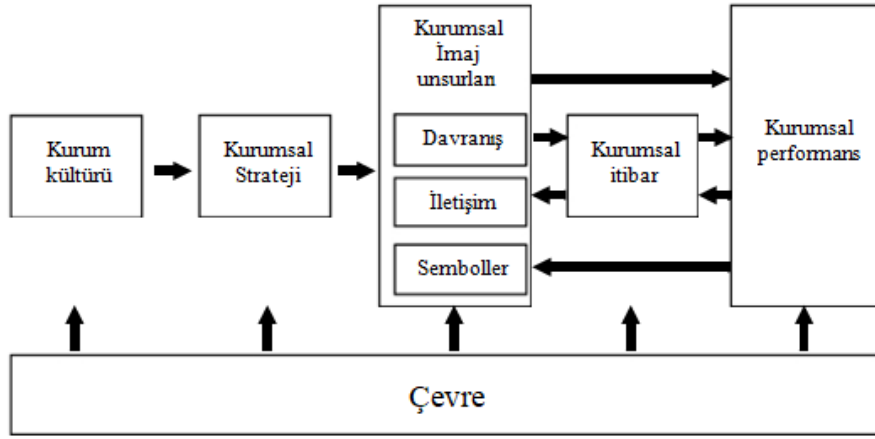 Kurum
kültürü
Kurumsal
Strateji
Kurumsal
İmaj
unsurları
Davranış
İletişim
Semboller
Kurumsal
itibar
Kurumsal
performans
Çevre